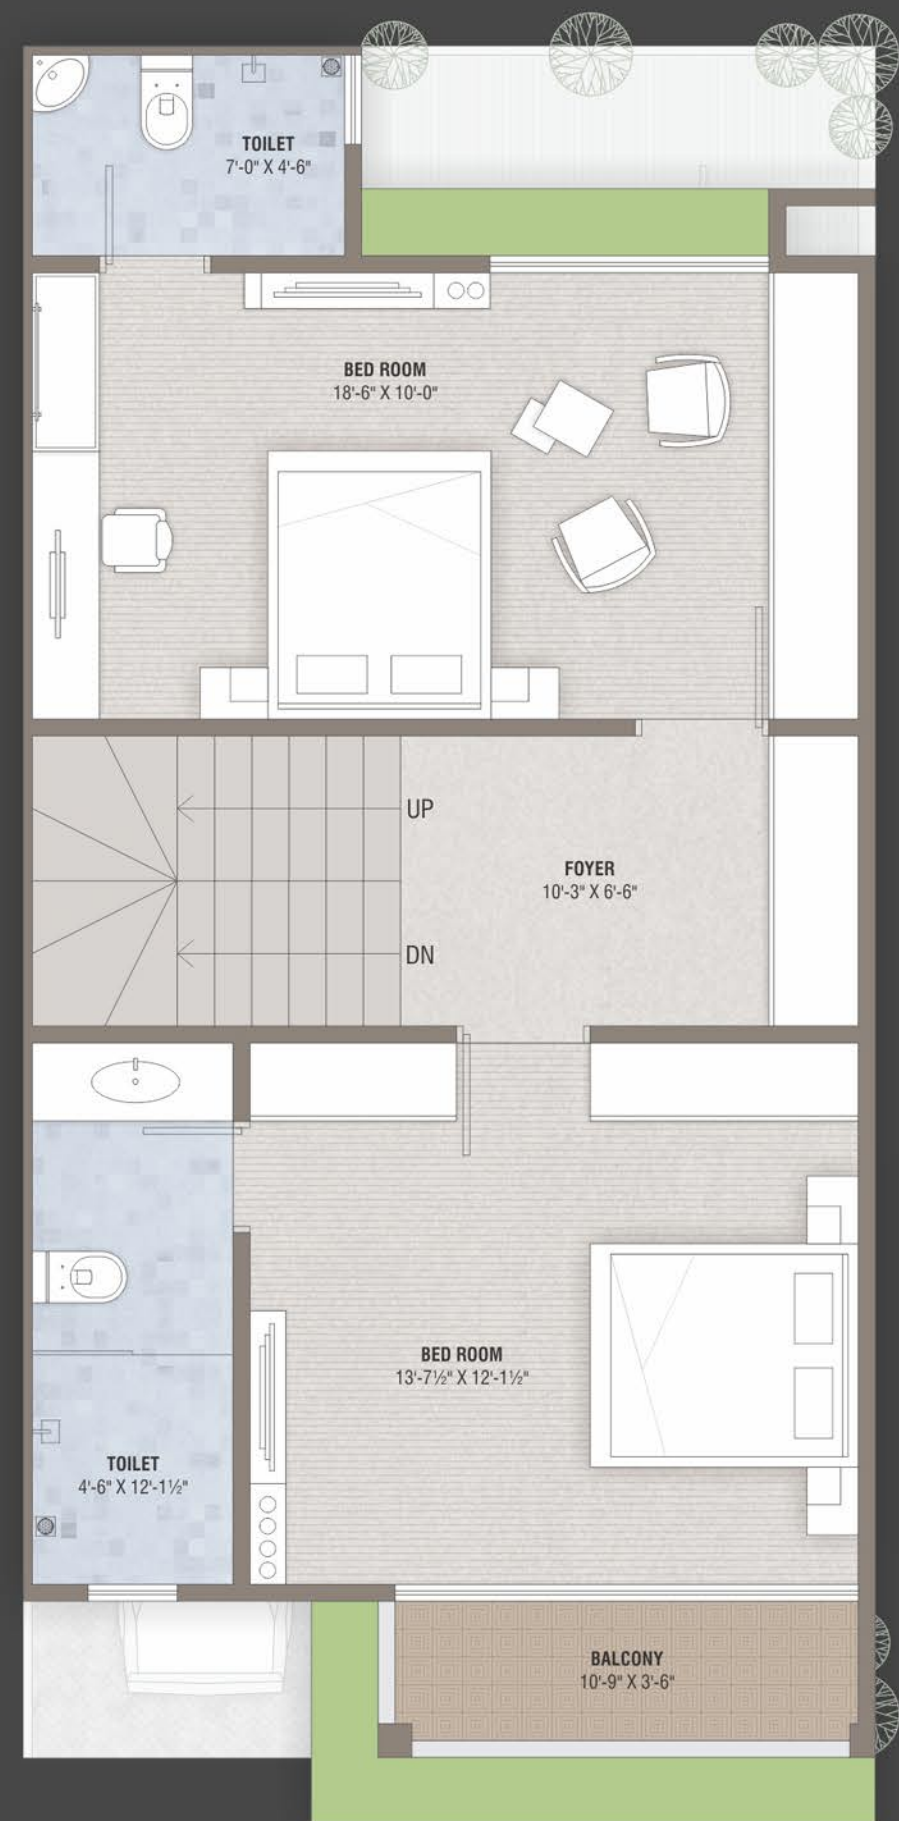 TOILET
7'-0" X 4'-6"
BED ROOM
18'-6" X 10'-0"
UP
FOYER
10'-3" X 6'-6"
DN
BED ROOM
13'-7½" X 12'-1½"
TOILET
4'-6" X 12'-1½"
BALCONY
10'-9" X 3'-6"